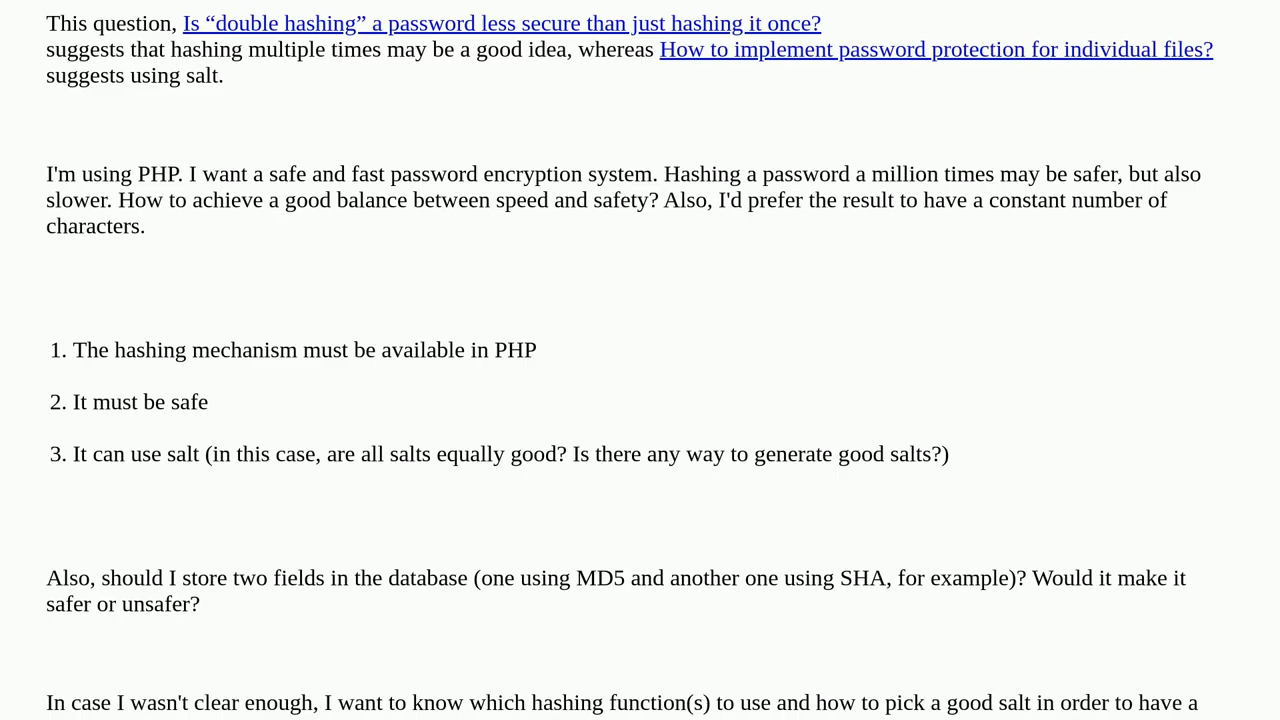 This question, Is “double hashing” a password less secure than just hashing it once?
suggests that hashing multiple times may be a good idea, whereas How to implement password protection for individual files?
suggests using salt.
I'm using PHP. I want a safe and fast password encryption system. Hashing a password a million times may be safer, but also
slower. How to achieve a good balance between speed and safety? Also, I'd prefer the result to have a constant number of
characters.
1. The hashing mechanism must be available in PHP
2. It must be safe
3. It can use salt (in this case, are all salts equally good? Is there any way to generate good salts?)
Also, should I store two fields in the database (one using MD5 and another one using SHA, for example)? Would it make it
safer or unsafer?
In case I wasn't clear enough, I want to know which hashing function(s) to use and how to pick a good salt in order to have a